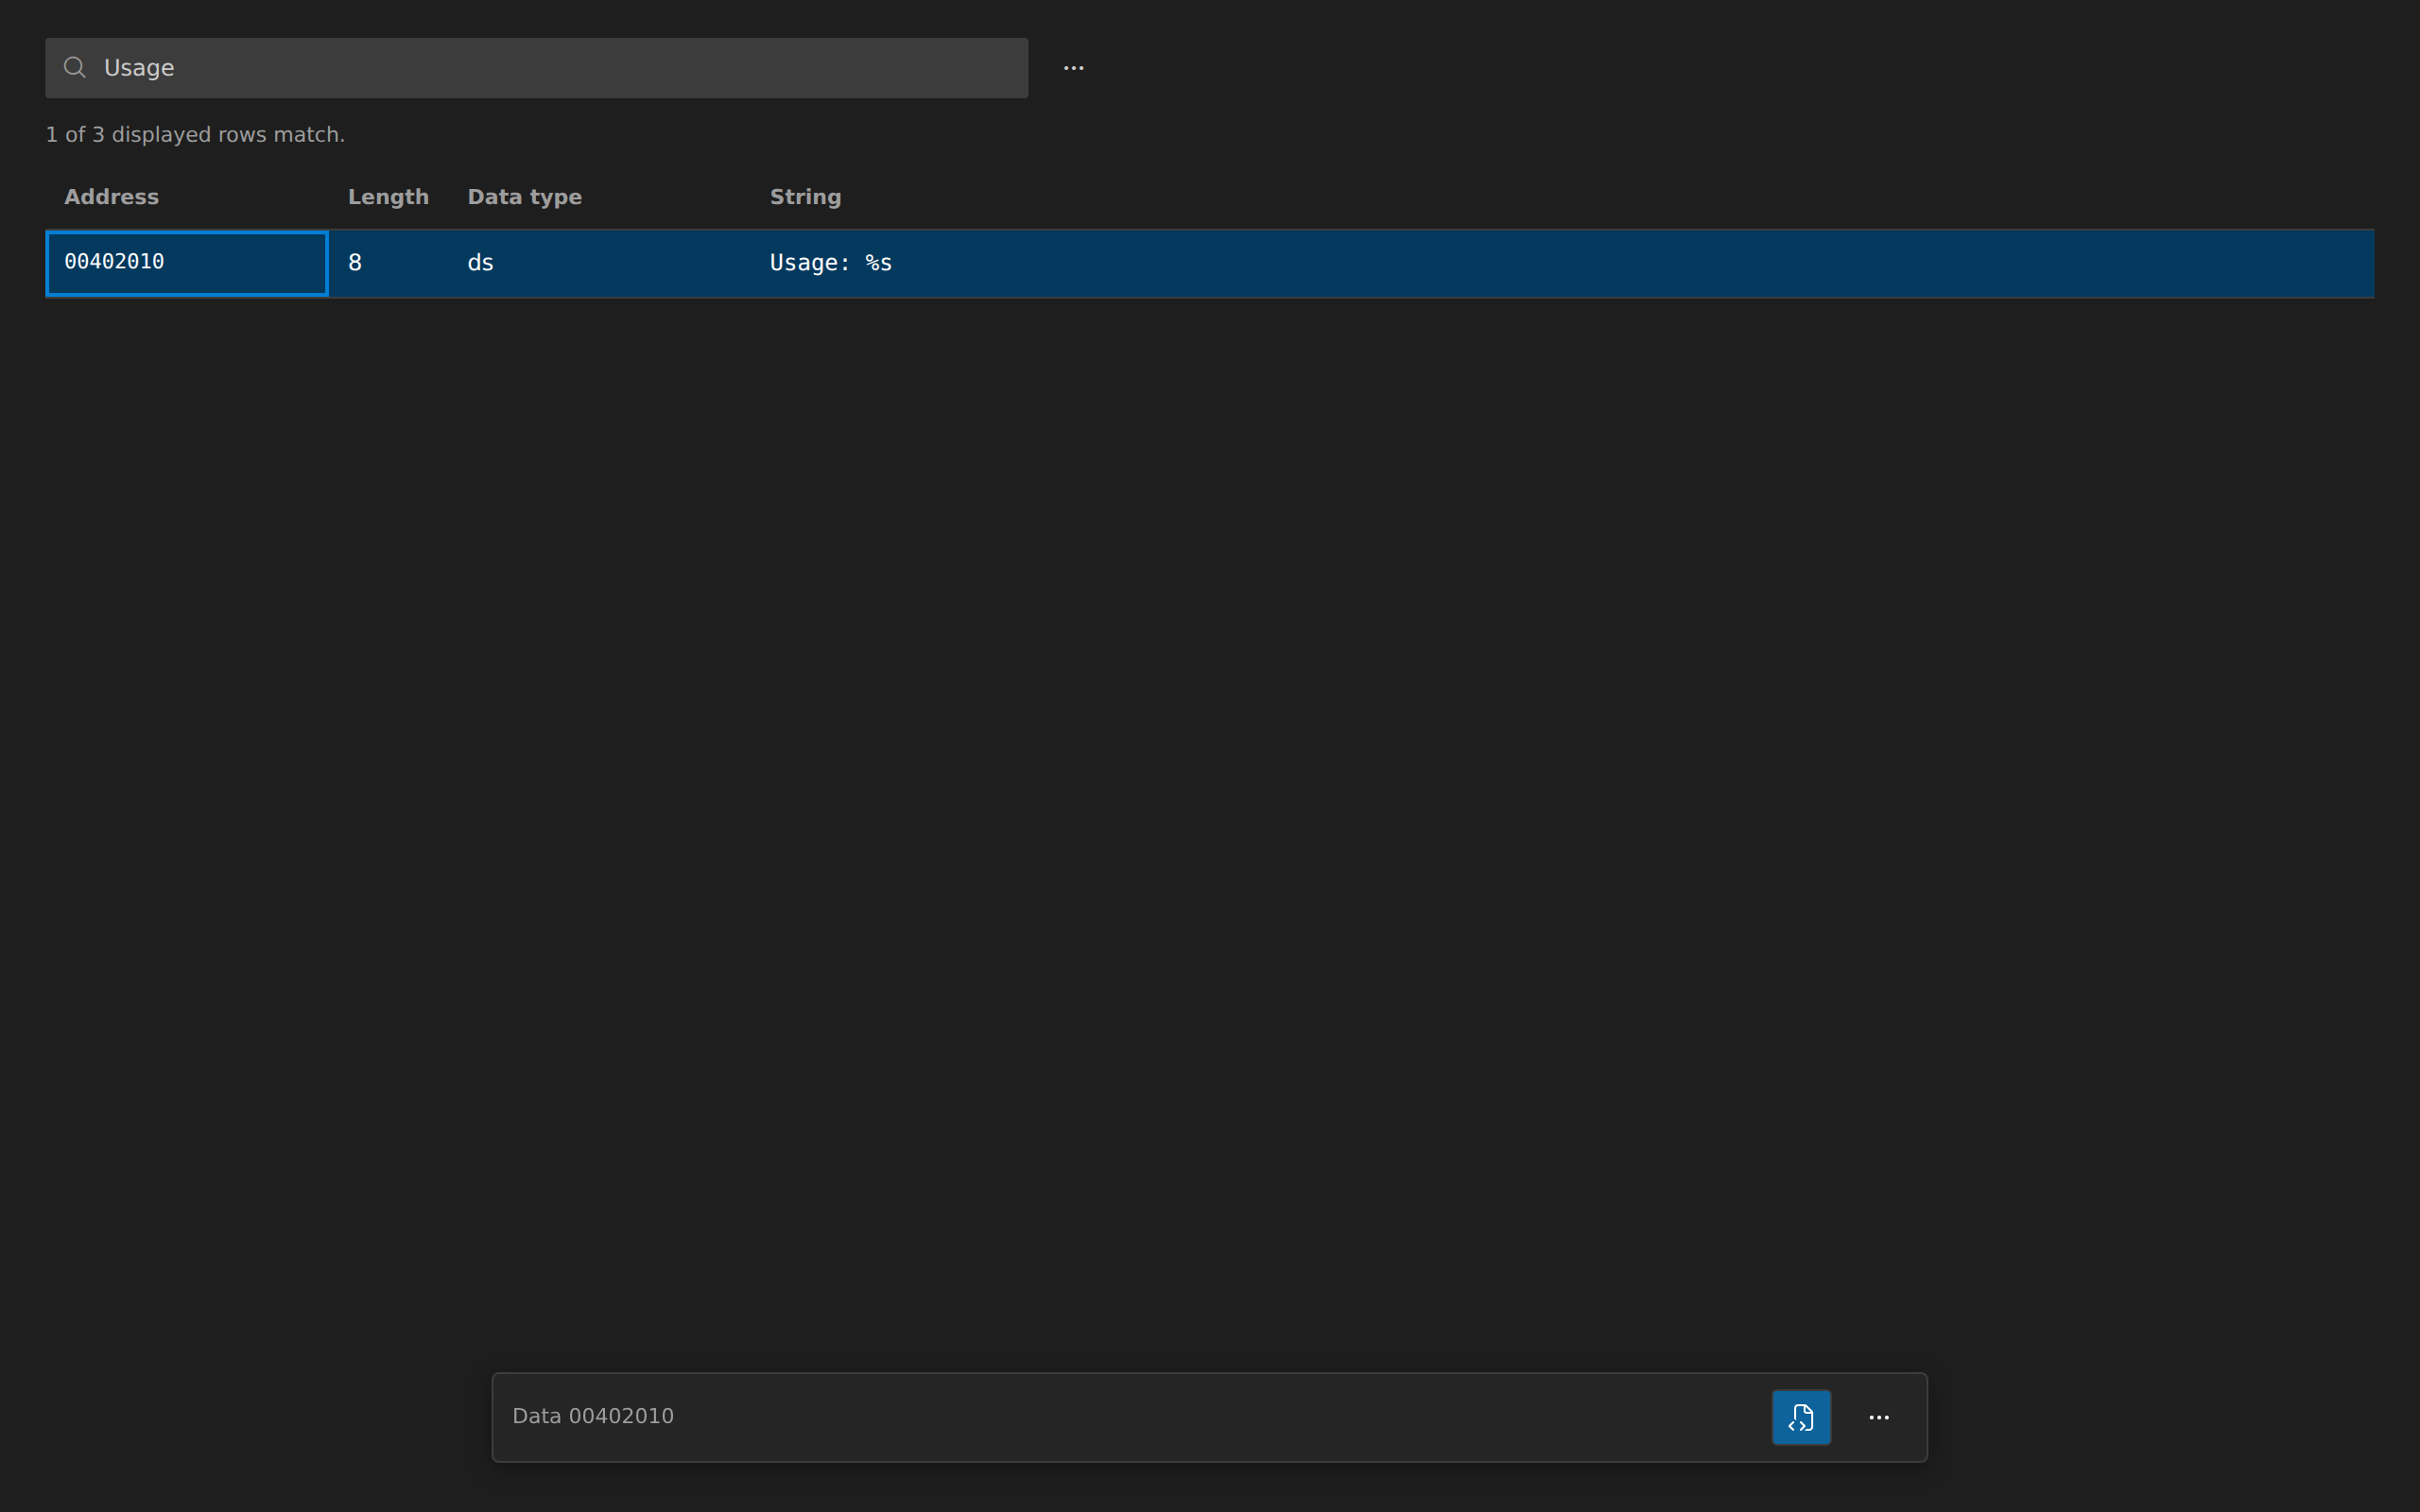 Usage
1 of 3 displayed rows match.
Address Length Data type String
00402010 8 ds Usage: %s
Data 00402010